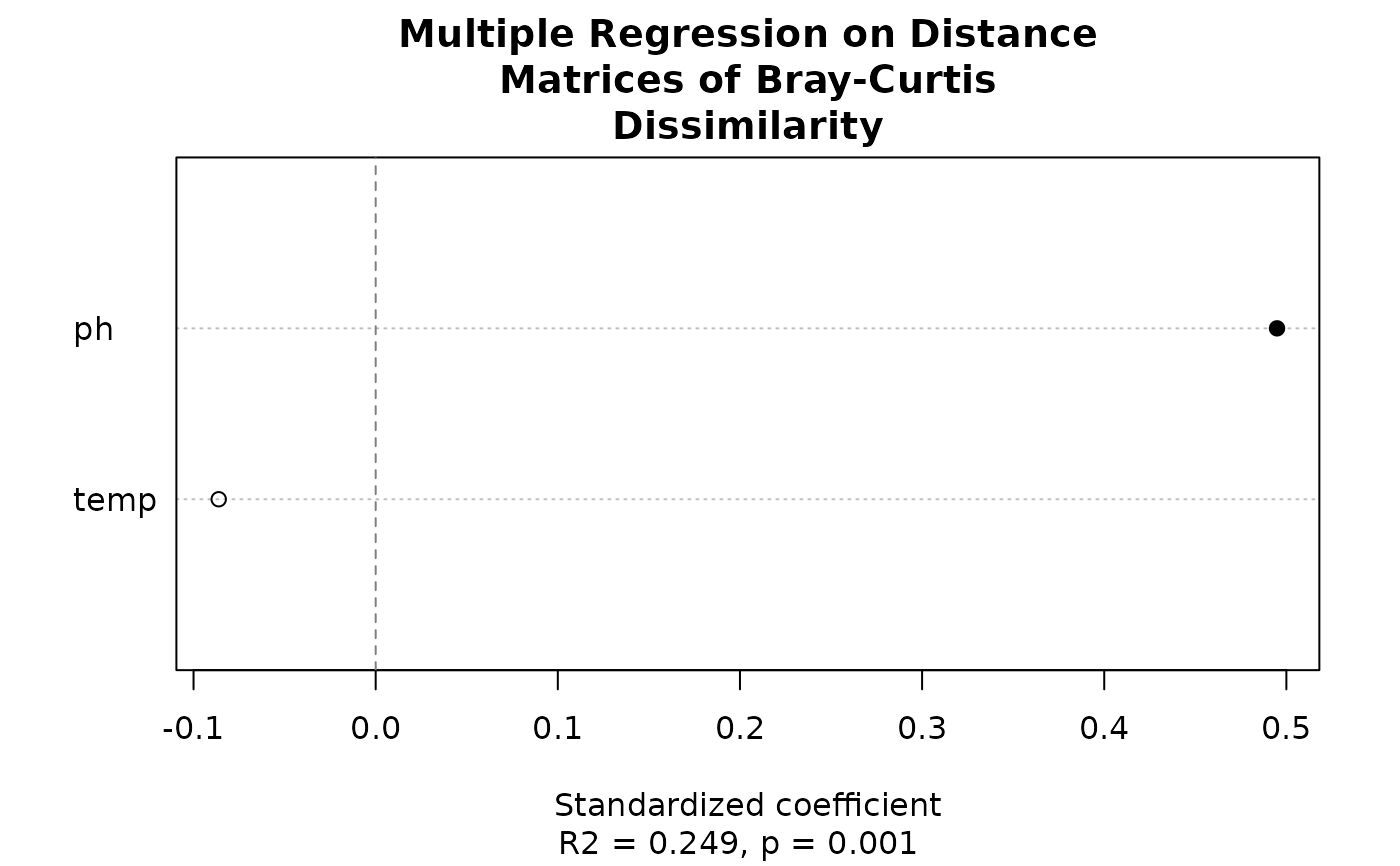 Multiple Regression on Distance
Matrices of Bray-Curtis
Dissimilarity
ph
temp
-0.1 0.0 0.1 0.2 0.3 0.4 0.5
Standardized coefficient
R2 = 0.249, p = 0.001